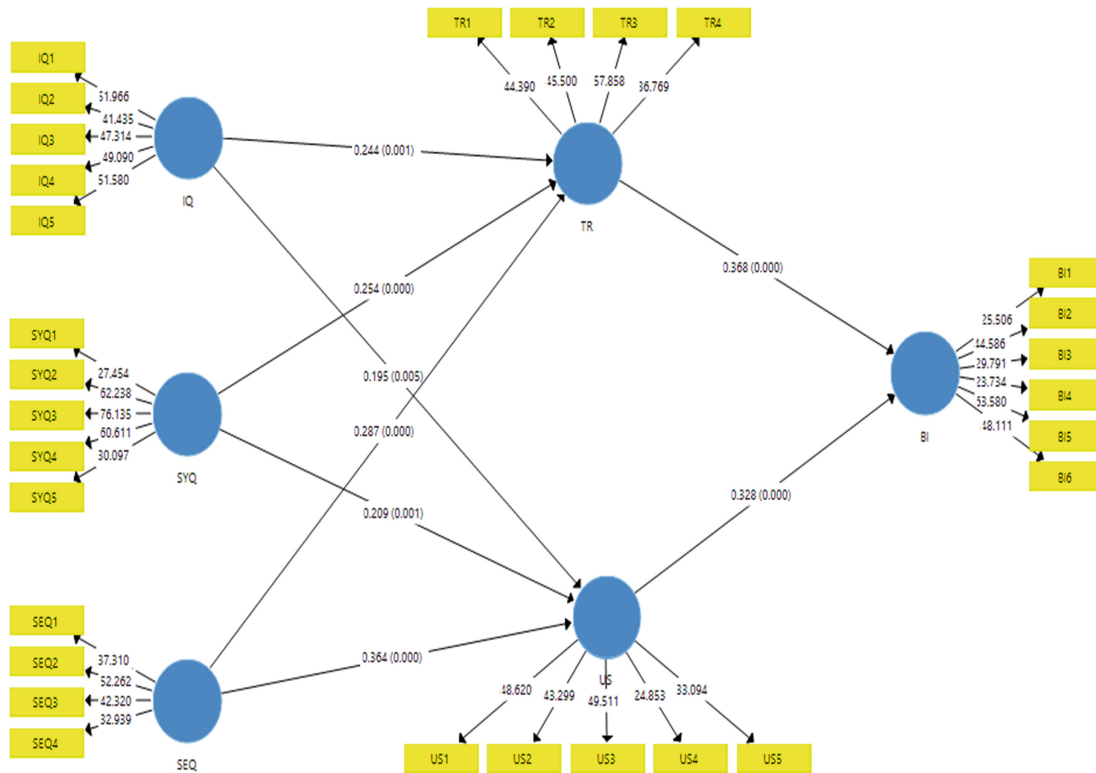 TR1
TR2
TR3
TR4
44.390
45.500
57.858
36.769
IQ1
IQ2
IQ3
IQ4
IQ5
51.966
41.435
47.314
49.090
51.580
IQ
0.244 (0.001)
TR
0.254 (0.000)
0.368 (0.000)
BI1
BI2
BI3
BI4
BI5
BI6
25.506
44.586
29.791
23.734
53.580
48.111
BI
SYQ1
SYQ2
SYQ3
SYQ4
SYQ5
27.454
62.238
76.135
60.611
30.097
SYQ
0.195 (0.005)
0.287 (0.000)
0.209 (0.001)
0.328 (0.000)
SEQ1
SEQ2
SEQ3
SEQ4
37.310
52.262
42.320
32.939
SEQ
0.364 (0.000)
US
48.620
43.299
49.511
24.853
33.094
US1
US2
US3
US4
US5